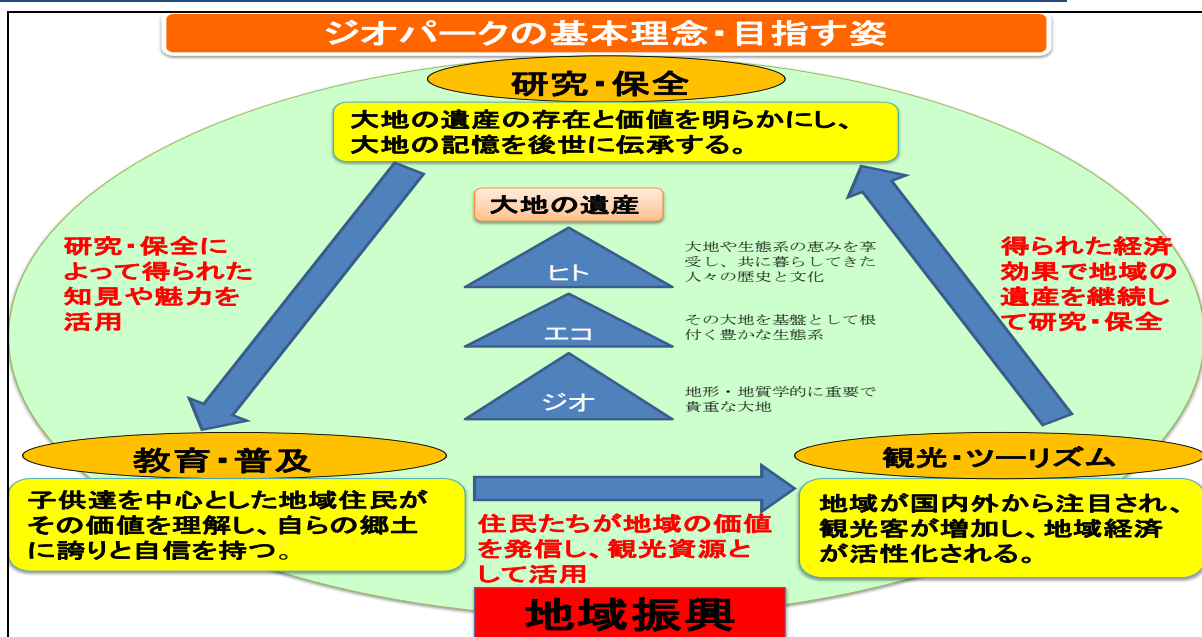 ジオパークの基本理念・目指す姿
研究・保全
大地の遺産の存在と価値を明らかにし、
大地の記憶を後世に伝承する。
大地の遺産
ヒト
大地や生態系の恵みを享
受し、共に暮らしてきた
人々の歴史と文化
エコ
その大地を基盤として根
付く豊かな生態系
ジオ
地形・地質学的に重要で
貴重な大地
研究・保全に
よって得られた
知見や魅力を
活用
得られた経済
効果で地域の
遺産を継続し
て研究・保全
教育・普及
子供達を中心とした地域住民が
その価値を理解し、自らの郷土
に誇りと自信を持つ。
住民たちが地域の価値
を発信し、観光資源と
して活用
観光・ツーリズム
地域が国内外から注目され、
観光客が増加し、地域経済
が活性化される。
地域振興